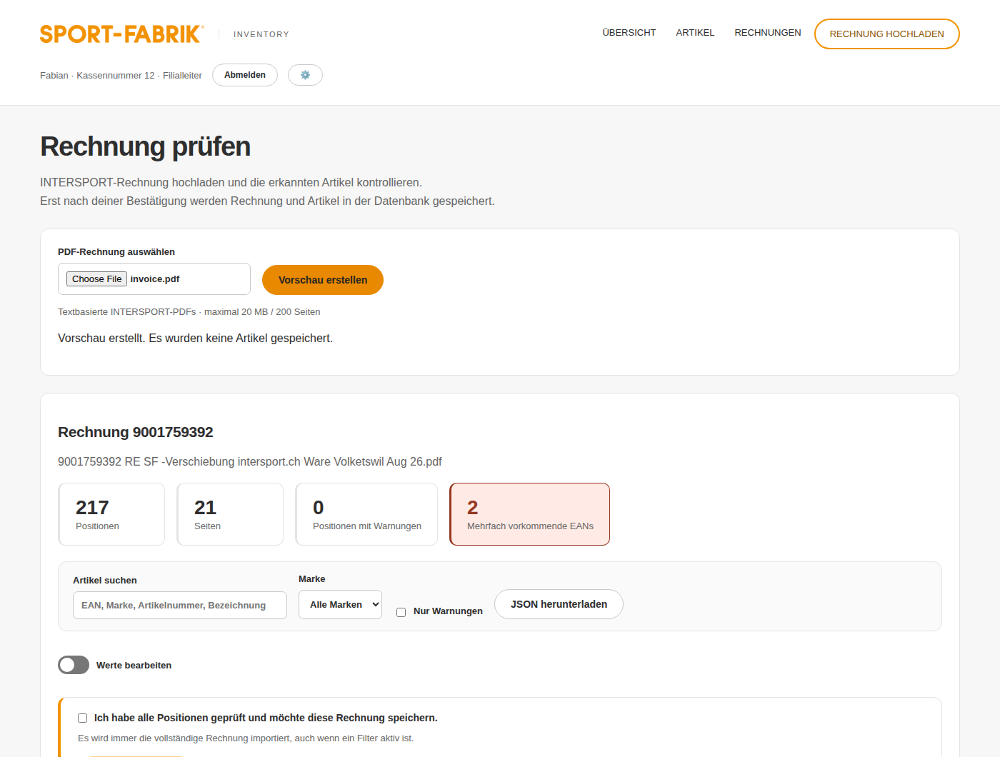 SPORT-FABRIK®
INVENTORY
ÜBERSICHT
ARTIKEL
RECHNUNGEN
RECHNUNG HOCHLADEN
Fabian · Kassennummer 12 · Filialleiter
Abmelden
Rechnung prüfen
INTERSPORT-Rechnung hochladen und die erkannten Artikel kontrollieren.
Erst nach deiner Bestätigung werden Rechnung und Artikel in der Datenbank gespeichert.
PDF-Rechnung auswählen
Choose File invoice.pdf
Vorschau erstellen
Textbasierte INTERSPORT-PDFs · maximal 20 MB / 200 Seiten
Vorschau erstellt. Es wurden keine Artikel gespeichert.
Rechnung 9001759392
9001759392 RE SF -Verschiebung intersport.ch Ware Volketswil Aug 26.pdf
217
Positionen
21
Seiten
0
Positionen mit Warnungen
2
Mehrfach vorkommende EANs
Artikel suchen
EAN, Marke, Artikelnummer, Bezeichnung
Marke
Alle Marken
Nur Warnungen
JSON herunterladen
Werte bearbeiten
Ich habe alle Positionen geprüft und möchte diese Rechnung speichern.
Es wird immer die vollständige Rechnung importiert, auch wenn ein Filter aktiv ist.